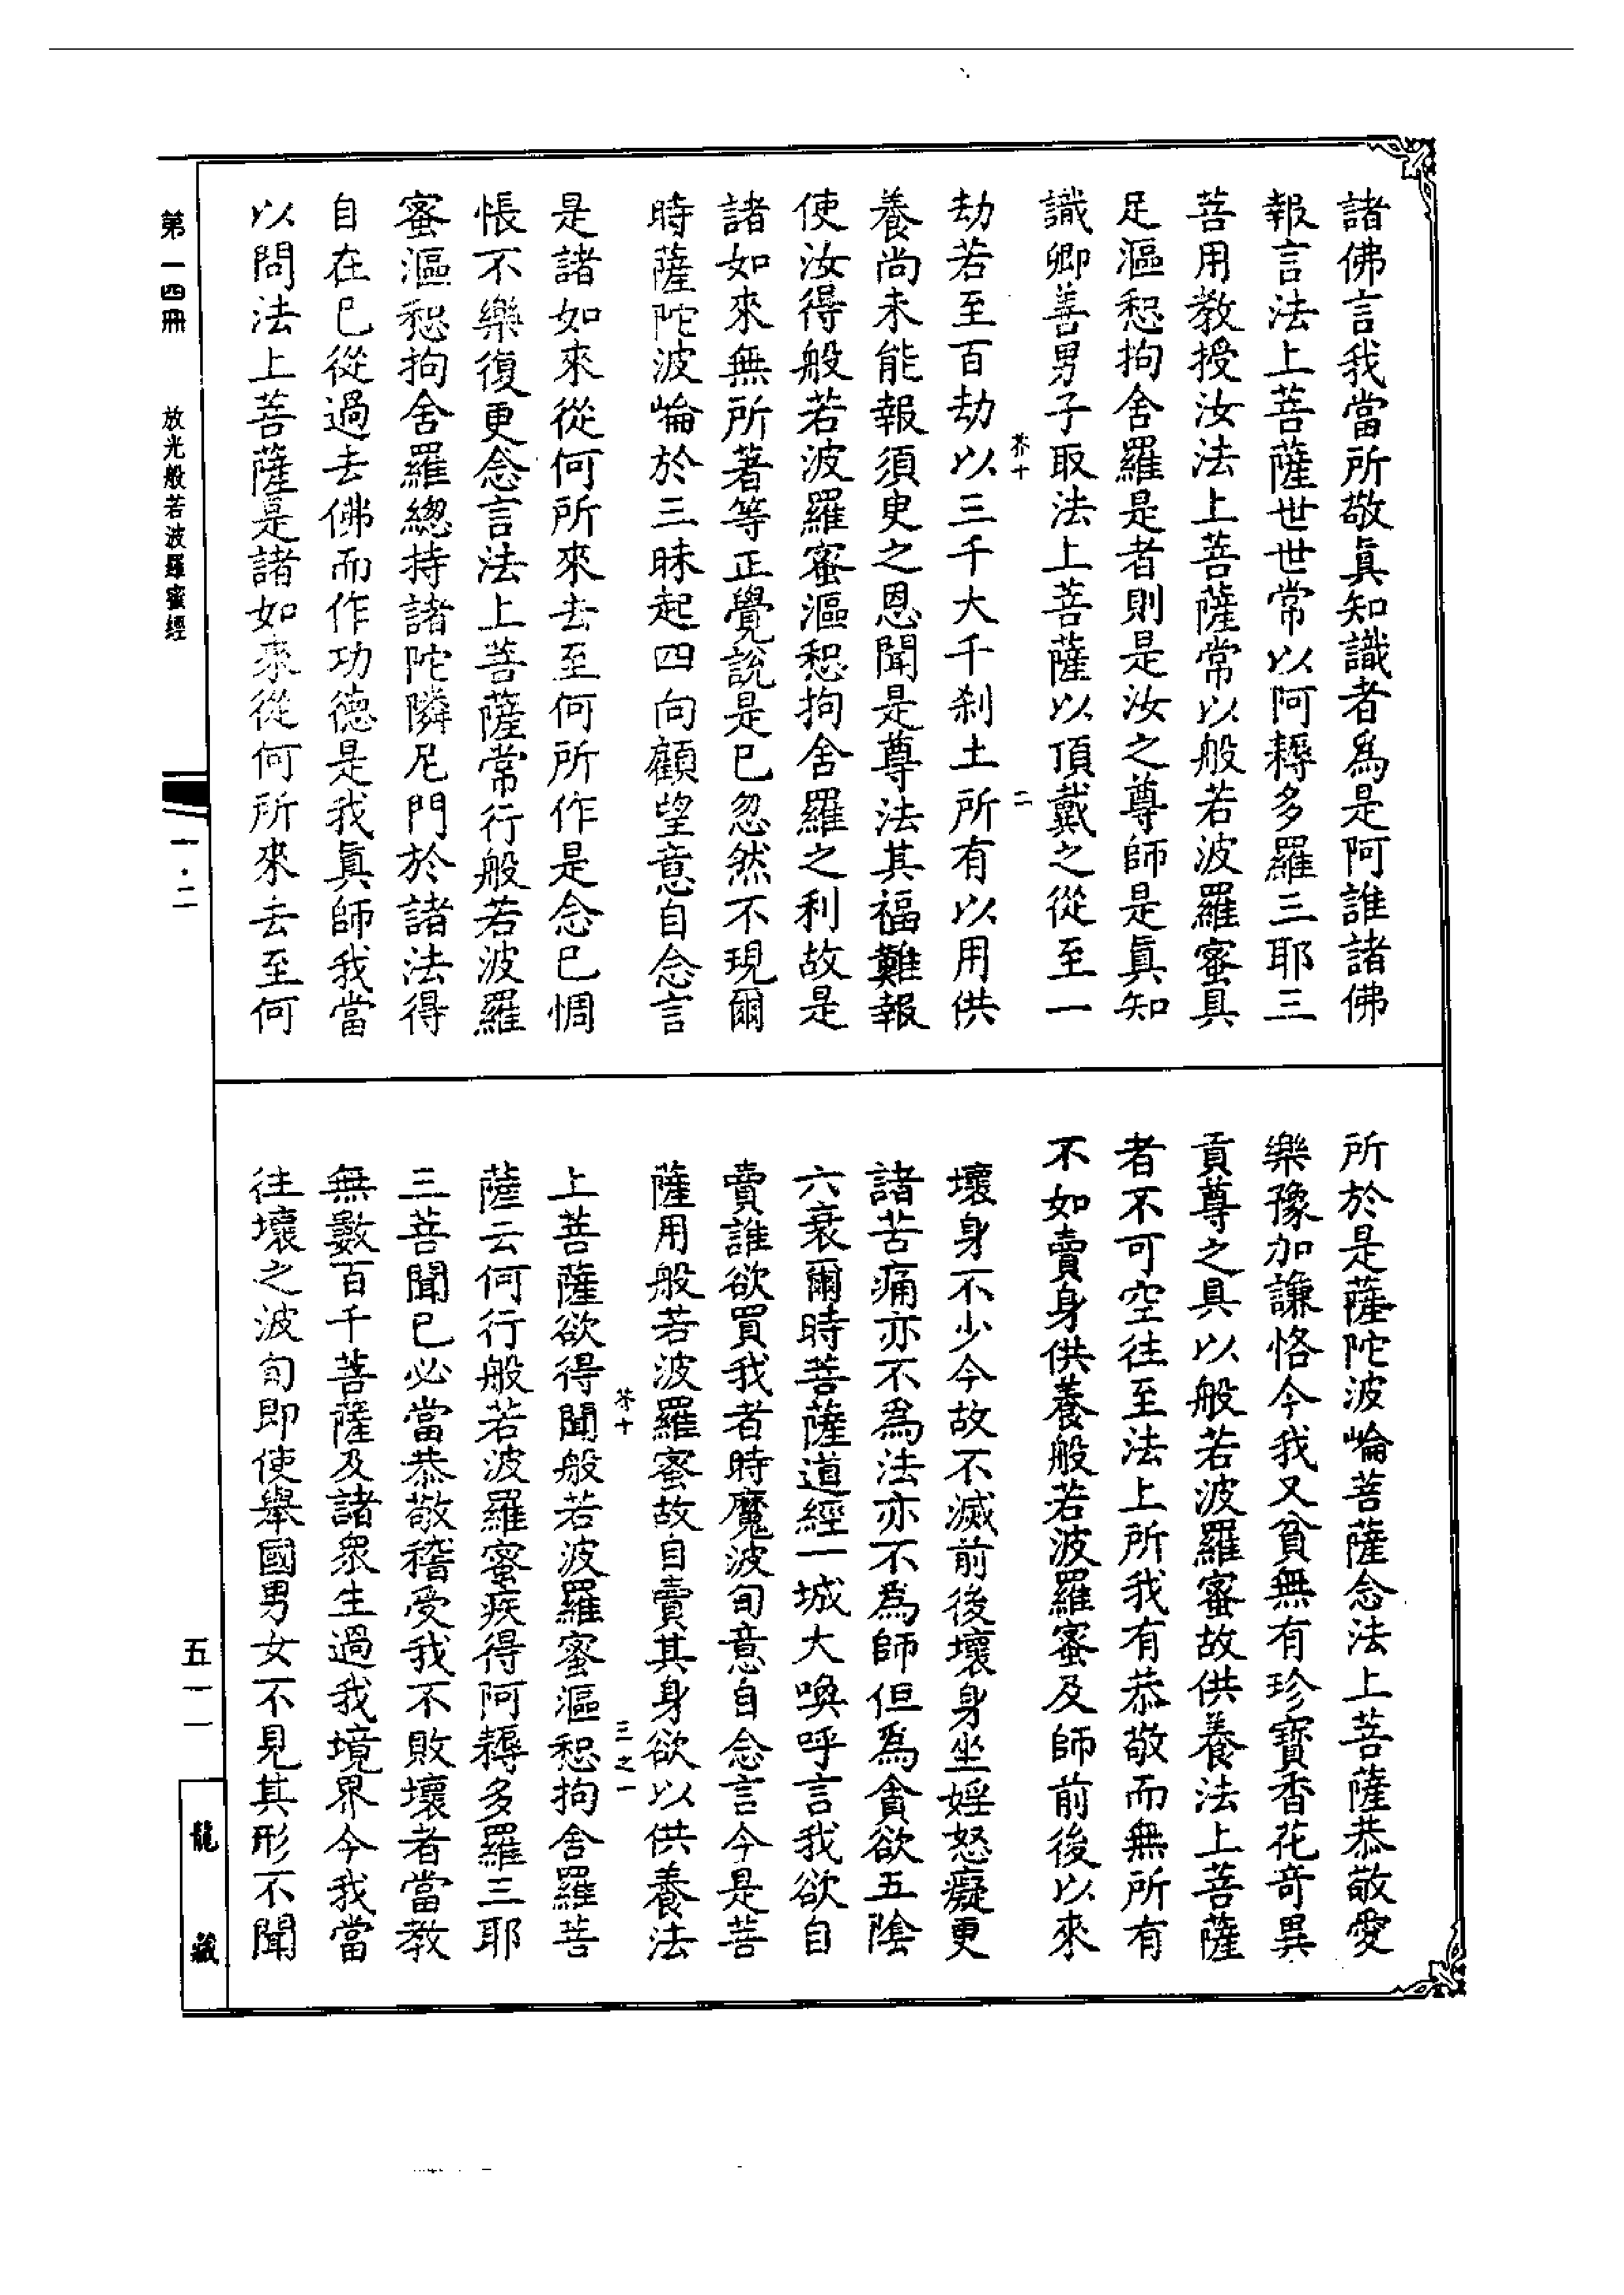 諸佛言我當所敬眞知識者爲是阿誰諸佛
報言法上菩薩世世常以阿耨多羅三耶三
菩用教授汝法上菩薩常以般若波羅蜜具
足漚惒拘舍羅是者則是汝之尊師是眞知
識卿善男子取法上菩薩以頂戴之從至一
芥十
二
劫若至百劫以三千大千刹土所有以用供
養尚未能報須臾之恩聞是尊法其福難報
使汝得般若波羅蜜漚惒拘舍羅之利故是
諸如來無所著等正覺說是已忽然不現爾
時薩陀波崘於三昧起四向顧望意自念言
是諸如來從何所來去至何所作是念已惆
悵不樂復更念言法上菩薩常行般若波羅
蜜漚惒拘舍羅總持諸陀隣尼門於諸法得
自在已從過去佛而作功德是我眞師我當
以問法上菩薩是諸如來從何所來去至何
所於是薩陀波崘菩薩念法上菩薩恭敬愛
樂豫加謙恪今我又貧無有珍寶香花奇異
貢尊之具以般若波羅蜜故供養法上菩薩
者不可空往至法上所我有恭敬而無所有
不如賣身供養般若波羅蜜及師前後以來
壞身不少今故不滅前後壞身坐婬怒癡更
諸苦痛亦不爲法亦不爲師但爲貪欲五陰
六衰爾時菩薩道經一城大喚呼言我欲自
賣誰欲買我者時魔波旬意自念言今是菩
薩用般若波羅蜜故自賣其身欲以供養法
芥十
三之一
上菩薩欲得聞般若波羅蜜漚惒拘舍羅菩
薩云何行般若波羅蜜疾得阿耨多羅三耶
三菩聞已必當恭敬稽受我不敗壞者當教
無數百千菩薩及諸衆生過我境界今我當
往壞之波旬即使舉國男女不見其形不聞
第一四冊
放光般若波羅蜜經
一·二
五一一
龍藏